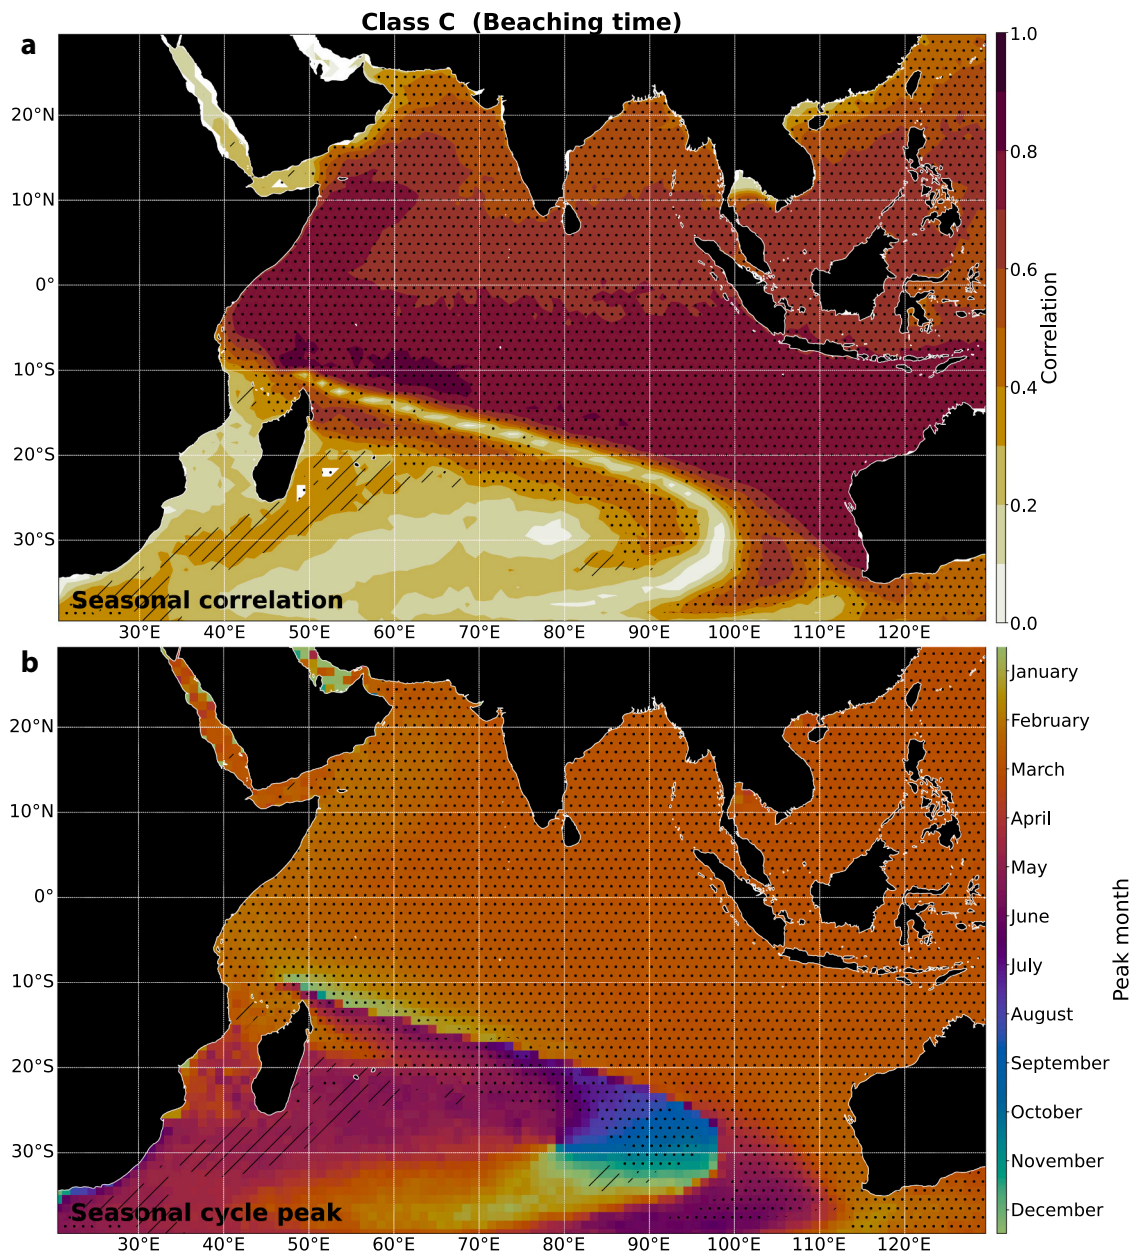 Class C (Beaching time)
a
20°N
10°N
0°
10°S
20°S
30°S
Seasonal correlation
30°E 40°E 50°E 60°E 70°E 80°E 90°E 100°E 110°E 120°E
1.0
0.8
0.6
0.4
0.2
0.0
Correlation
b
20°N
10°N
0°
10°S
20°S
30°S
Seasonal cycle peak
30°E 40°E 50°E 60°E 70°E 80°E 90°E 100°E 110°E 120°E
January
February
March
April
May
June
July
August
September
October
November
December
Peak month